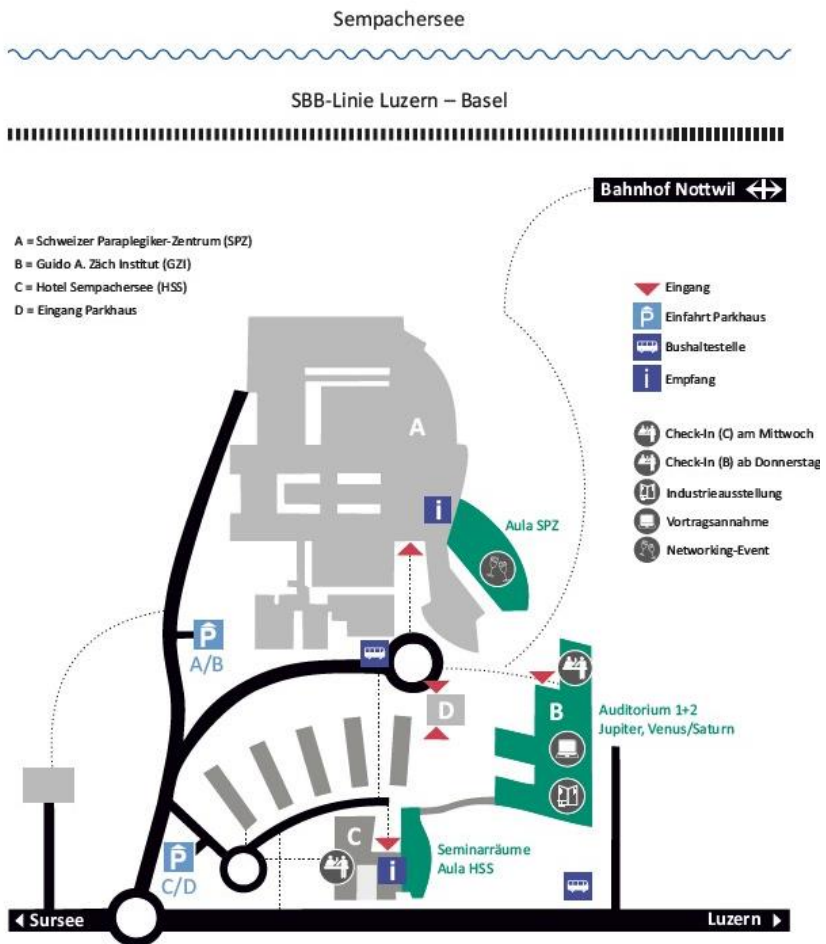 Sempachersee
SBB-Linie Luzern – Basel
Bahnhof Nottwil
A = Schweizer Paraplegiker-Zentrum (SPZ)
B = Guido A. Zäch Institut (GZI)
C = Hotel Sempachersee (HSS)
D = Eingang Parkhaus
Eingang
P Einfahrt Parkhaus
Bushaltestelle
i Empfang
Check-In (C) am Mittwoch
Check-In (B) ab Donnerstag
Industrieausstellung
Vortragsannahme
Networking-Event
A
i
Aula SPZ
P
A/B
D
B
Auditorium 1+2
Jupiter, Venus/Saturn
C
Seminarräume
Aula HSS
P
C/D
i
Sursee
Luzern